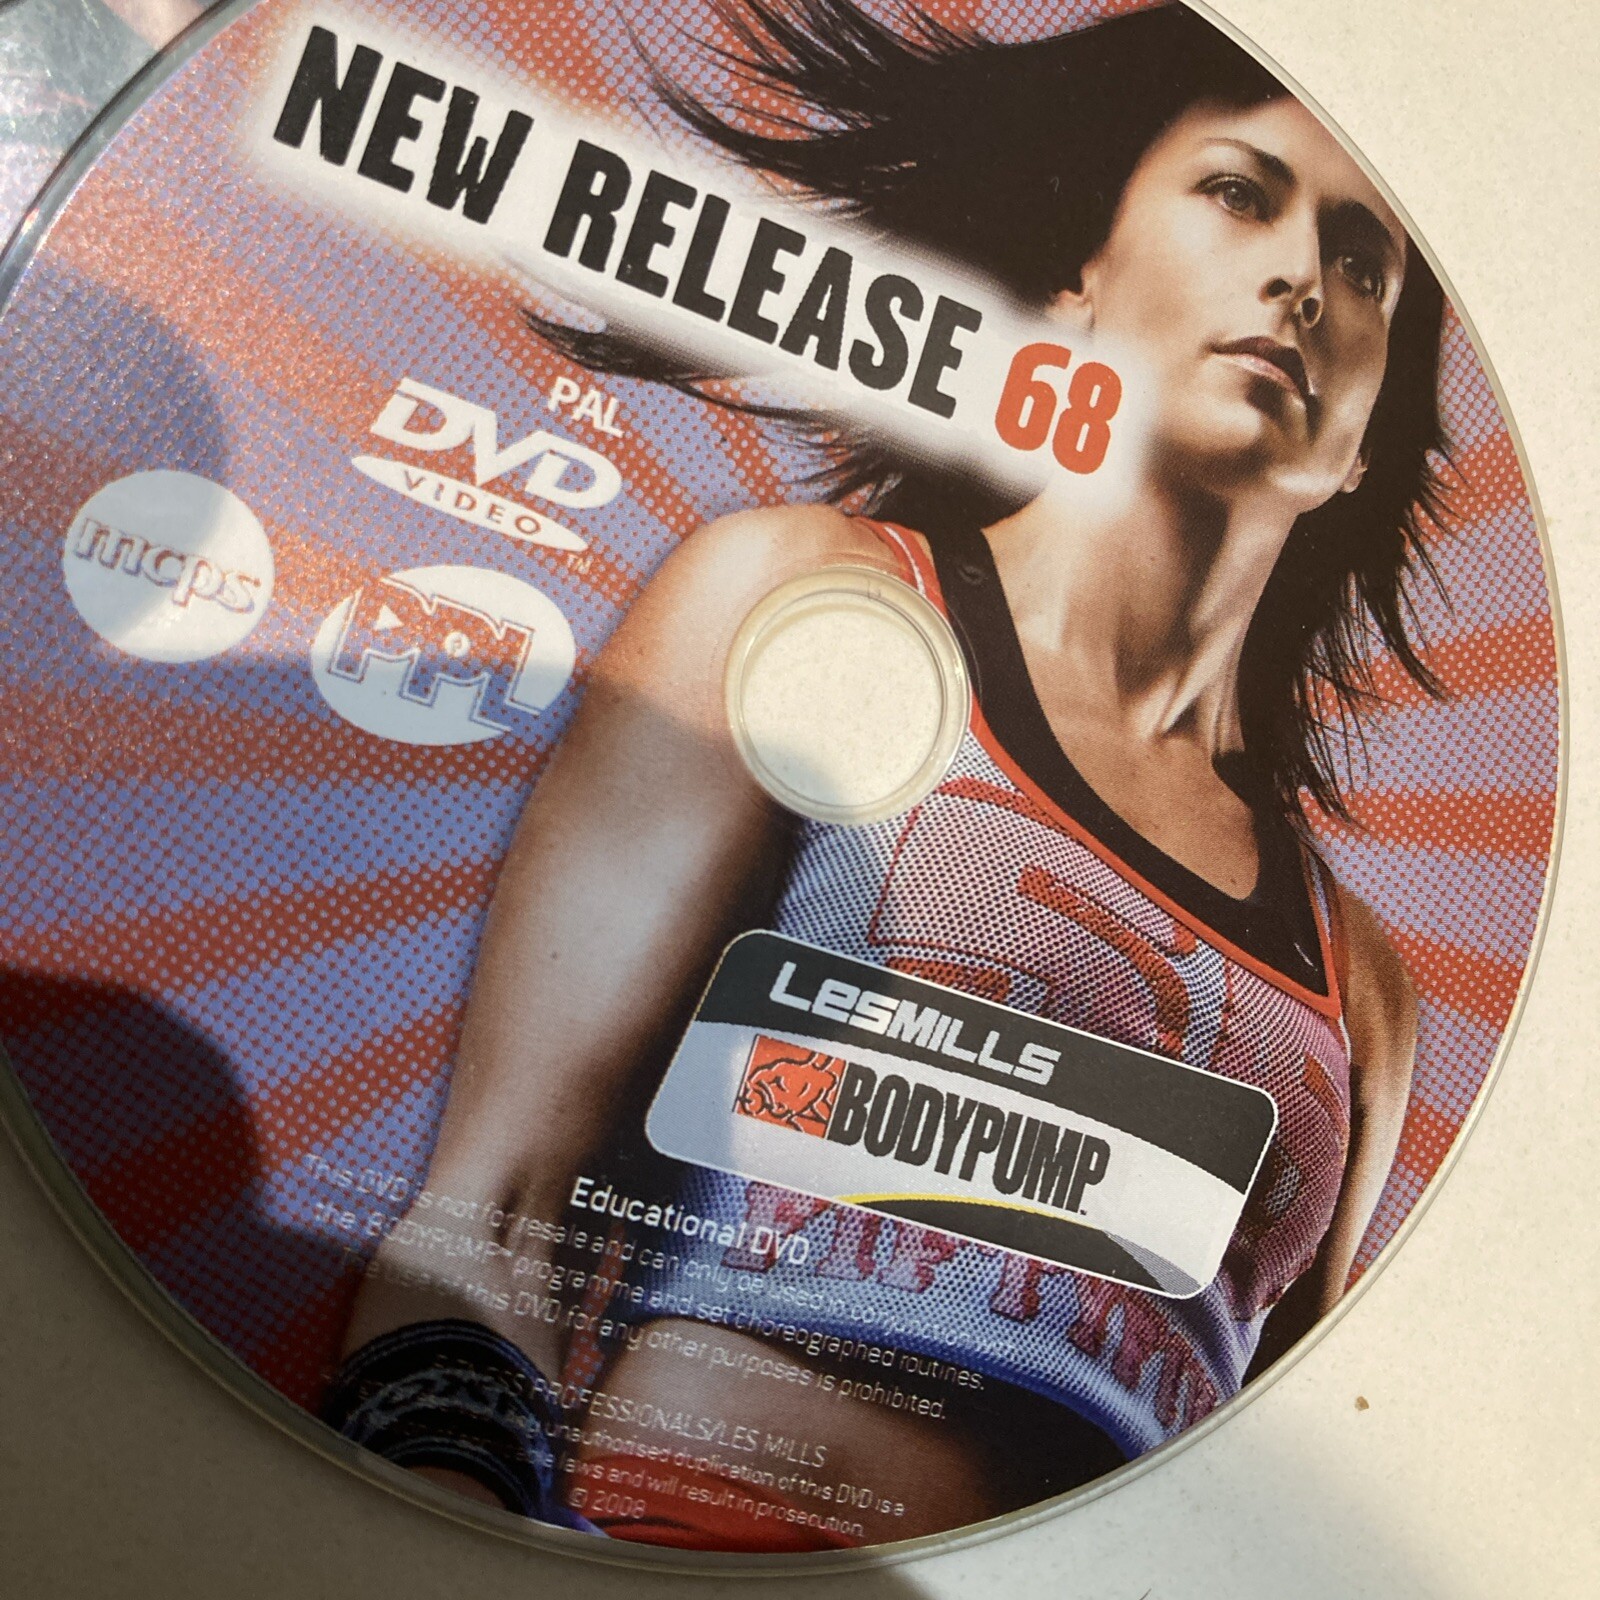 NEW RELEASE 68
PAL
DVD
VIDEO
TM
mcps
PPL
LESMILLS
BODYPUMP
Educational DVD
This DVD is not for resale and can only be used in conjunction with
the BODYPUMP™ programme and set choreographed routines.
The use of this DVD for any other purposes is prohibited.
FITNESS PROFESSIONALS/LES MILLS
any unauthorised duplication of this DVD is a
laws and will result in prosecution.
© 2008